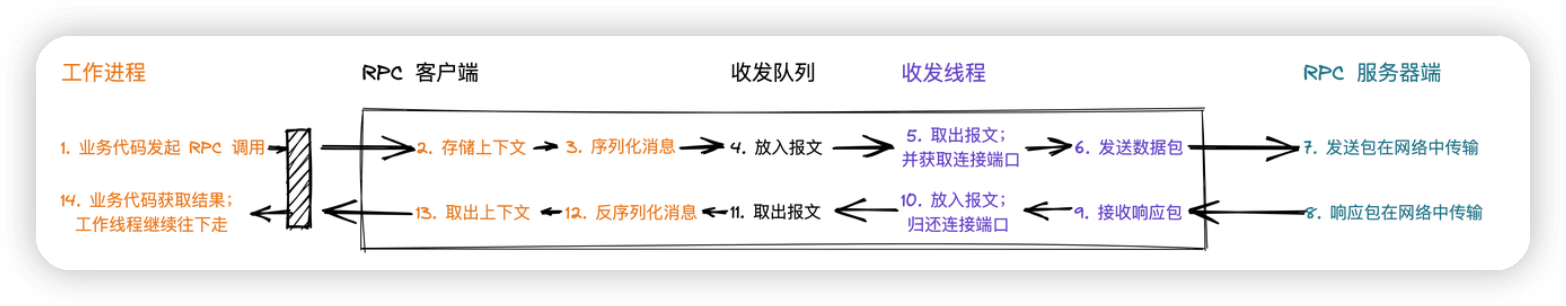 工作进程
RPC 客户端
收发队列
收发线程
RPC 服务器端
1. 业务代码发起 RPC 调用
2. 存储上下文
3. 序列化消息
4. 放入报文
5. 取出报文;
并获取连接端口
6. 发送数据包
7. 发送包在网络中传输
14. 业务代码获取结果;
工作线程继续往下走
13. 取出上下文
12. 反序列化消息
11. 取出报文
10. 放入报文;
归还连接端口
9. 接收响应包
8. 响应包在网络中传输